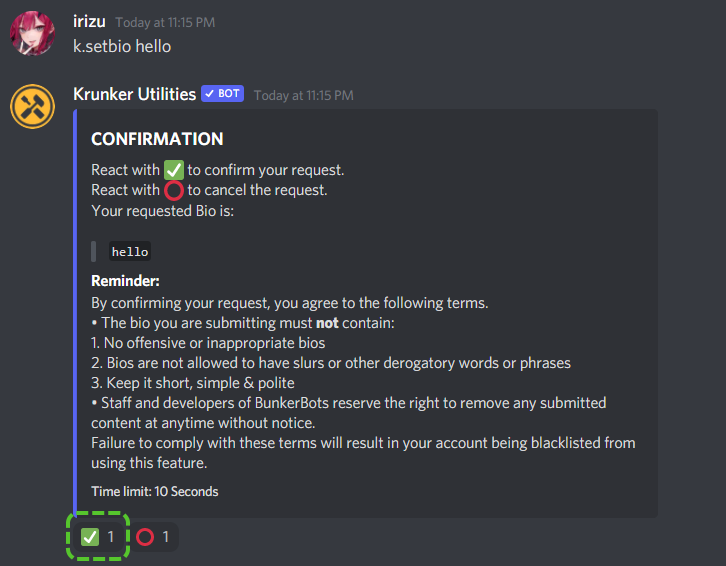 irizu Today at 11:15 PM
k.setbio hello
Krunker Utilities ✓ BOT Today at 11:15 PM
CONFIRMATION
React with ✅ to confirm your request.
React with ⭕ to cancel the request.
Your requested Bio is:
hello
Reminder:
By confirming your request, you agree to the following terms.
• The bio you are submitting must not contain:
1. No offensive or inappropriate bios
2. Bios are not allowed to have slurs or other derogatory words or phrases
3. Keep it short, simple & polite
• Staff and developers of BunkerBots reserve the right to remove any submitted
content at anytime without notice.
Failure to comply with these terms will result in your account being blacklisted from
using this feature.
Time limit: 10 Seconds
✅ 1 ⭕ 1